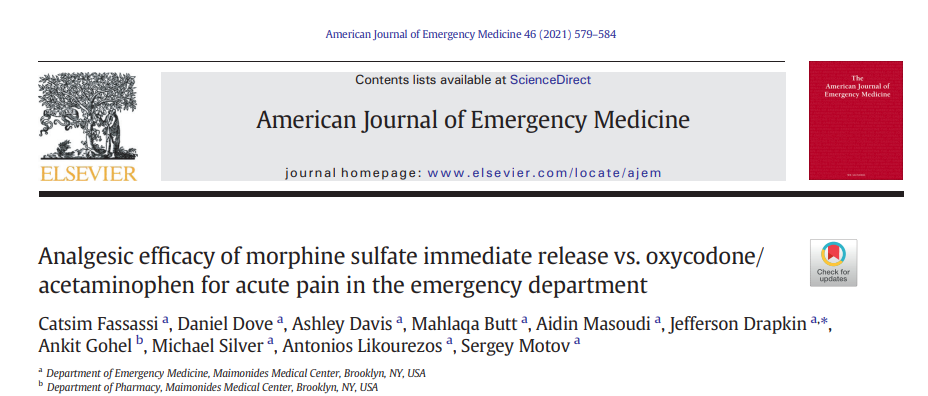 American Journal of Emergency Medicine 46 (2021) 579–584
Contents lists available at ScienceDirect
American Journal of Emergency Medicine
journal homepage: www.elsevier.com/locate/ajem
ELSEVIER
The
American Journal of
Emergency Medicine
Analgesic efficacy of morphine sulfate immediate release vs. oxycodone/
acetaminophen for acute pain in the emergency department
Check for
updates
Catsim Fassassi a, Daniel Dove a, Ashley Davis a, Mahlaqa Butt a, Aidin Masoudi a, Jefferson Drapkin a,*,
Ankit Gohel b, Michael Silver a, Antonios Likourezos a, Sergey Motov a
a Department of Emergency Medicine, Maimonides Medical Center, Brooklyn, NY, USA
b Department of Pharmacy, Maimonides Medical Center, Brooklyn, NY, USA